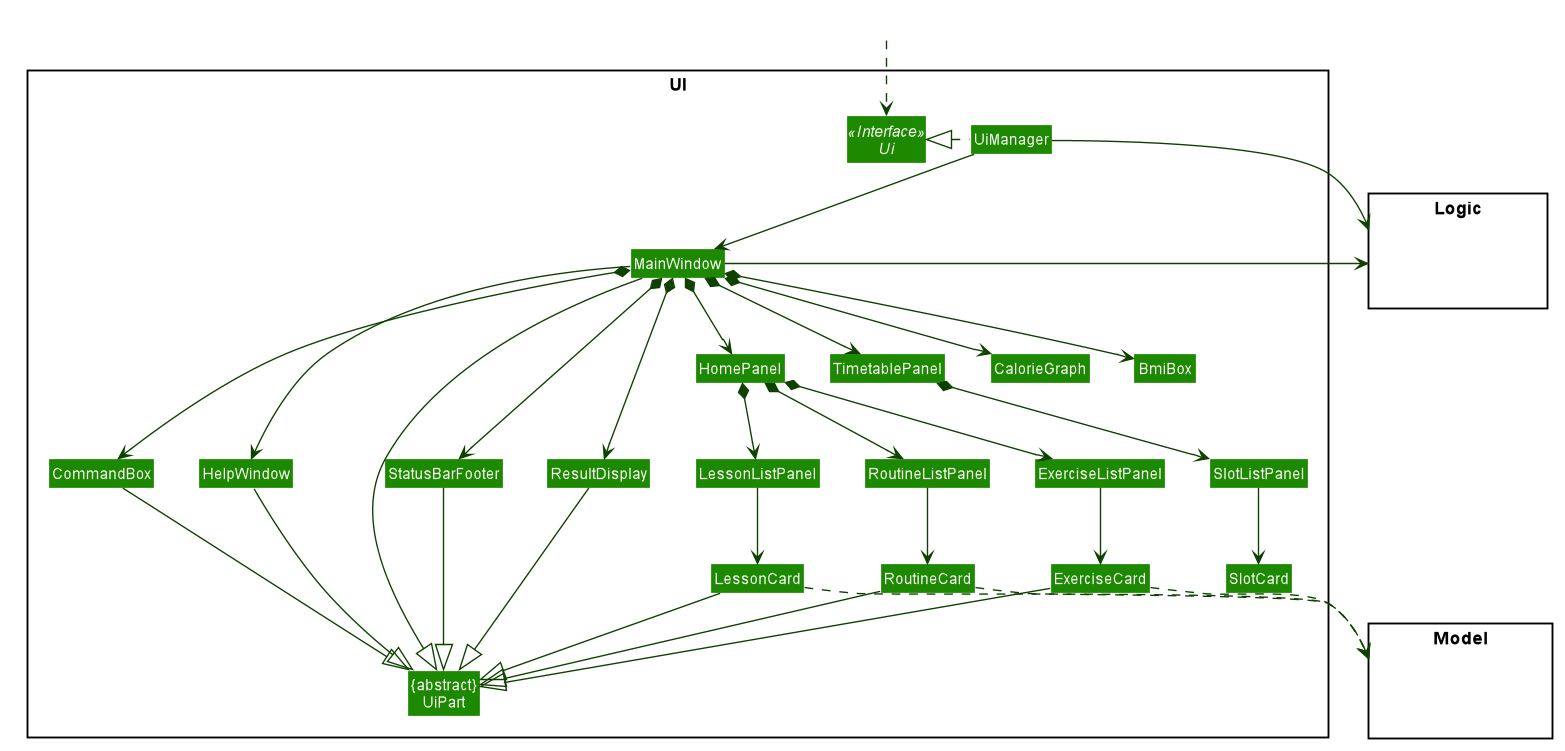 UI
«Interface»
Ui
UiManager
Logic
MainWindow
HomePanel
TimetablePanel
CalorieGraph
BmiBox
CommandBox
HelpWindow
StatusBarFooter
ResultDisplay
LessonListPanel
RoutineListPanel
ExerciseListPanel
SlotListPanel
LessonCard
RoutineCard
ExerciseCard
SlotCard
Model
{abstract}
UiPart